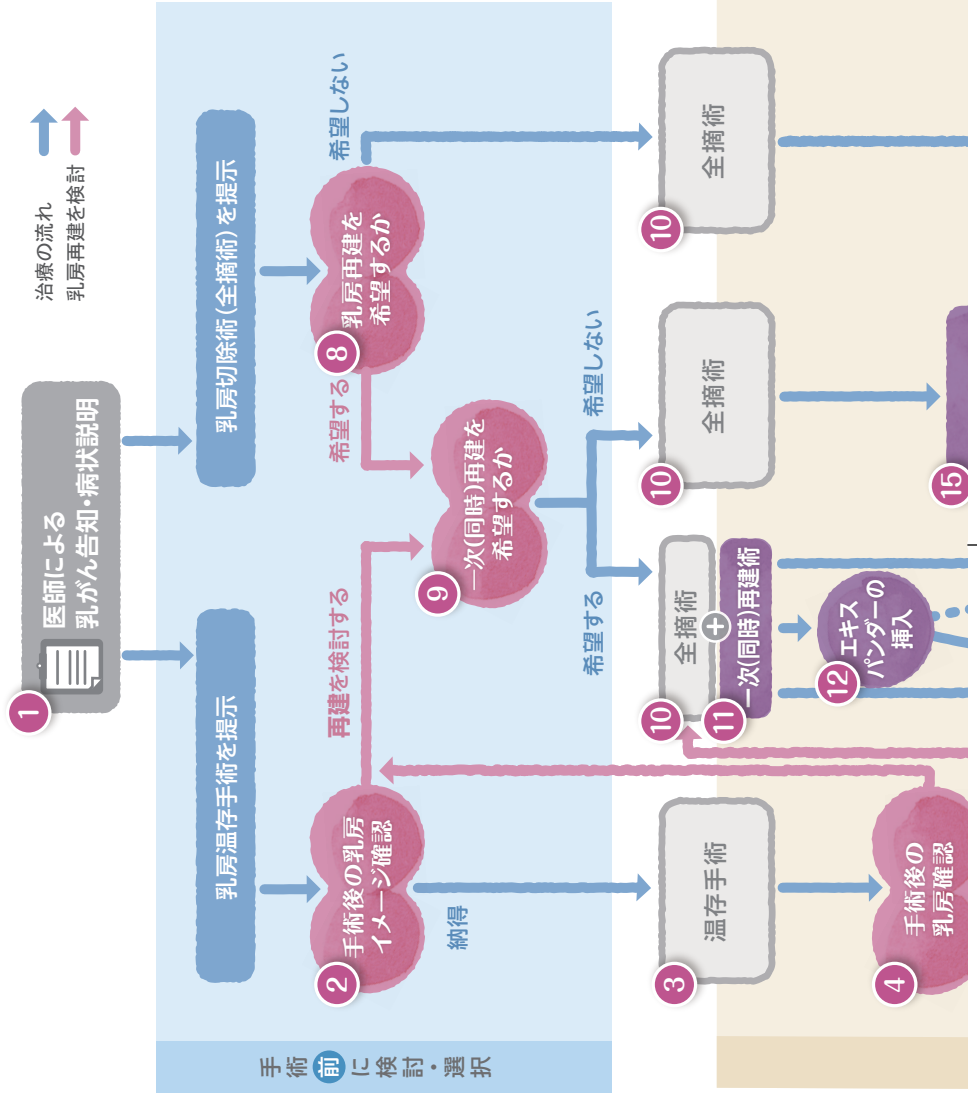 治療の流れ
乳房再建を検討
1
医師による
乳がん告知・病状説明
乳房温存手術を提示
乳房切除術(全摘術)を提示
手術前に検討・選択
2
手術後の乳房
イメージ確認
再建を検討する
納得
8
乳房再建を
希望するか
希望する
希望しない
9
一次(同時)再建を
希望するか
希望する
希望しない
3
温存手術
10
全摘術
+
11
一次(同時)再建術
10
全摘術
10
全摘術
4
手術後の
乳房確認
12
エキス
パンダーの
挿入
15